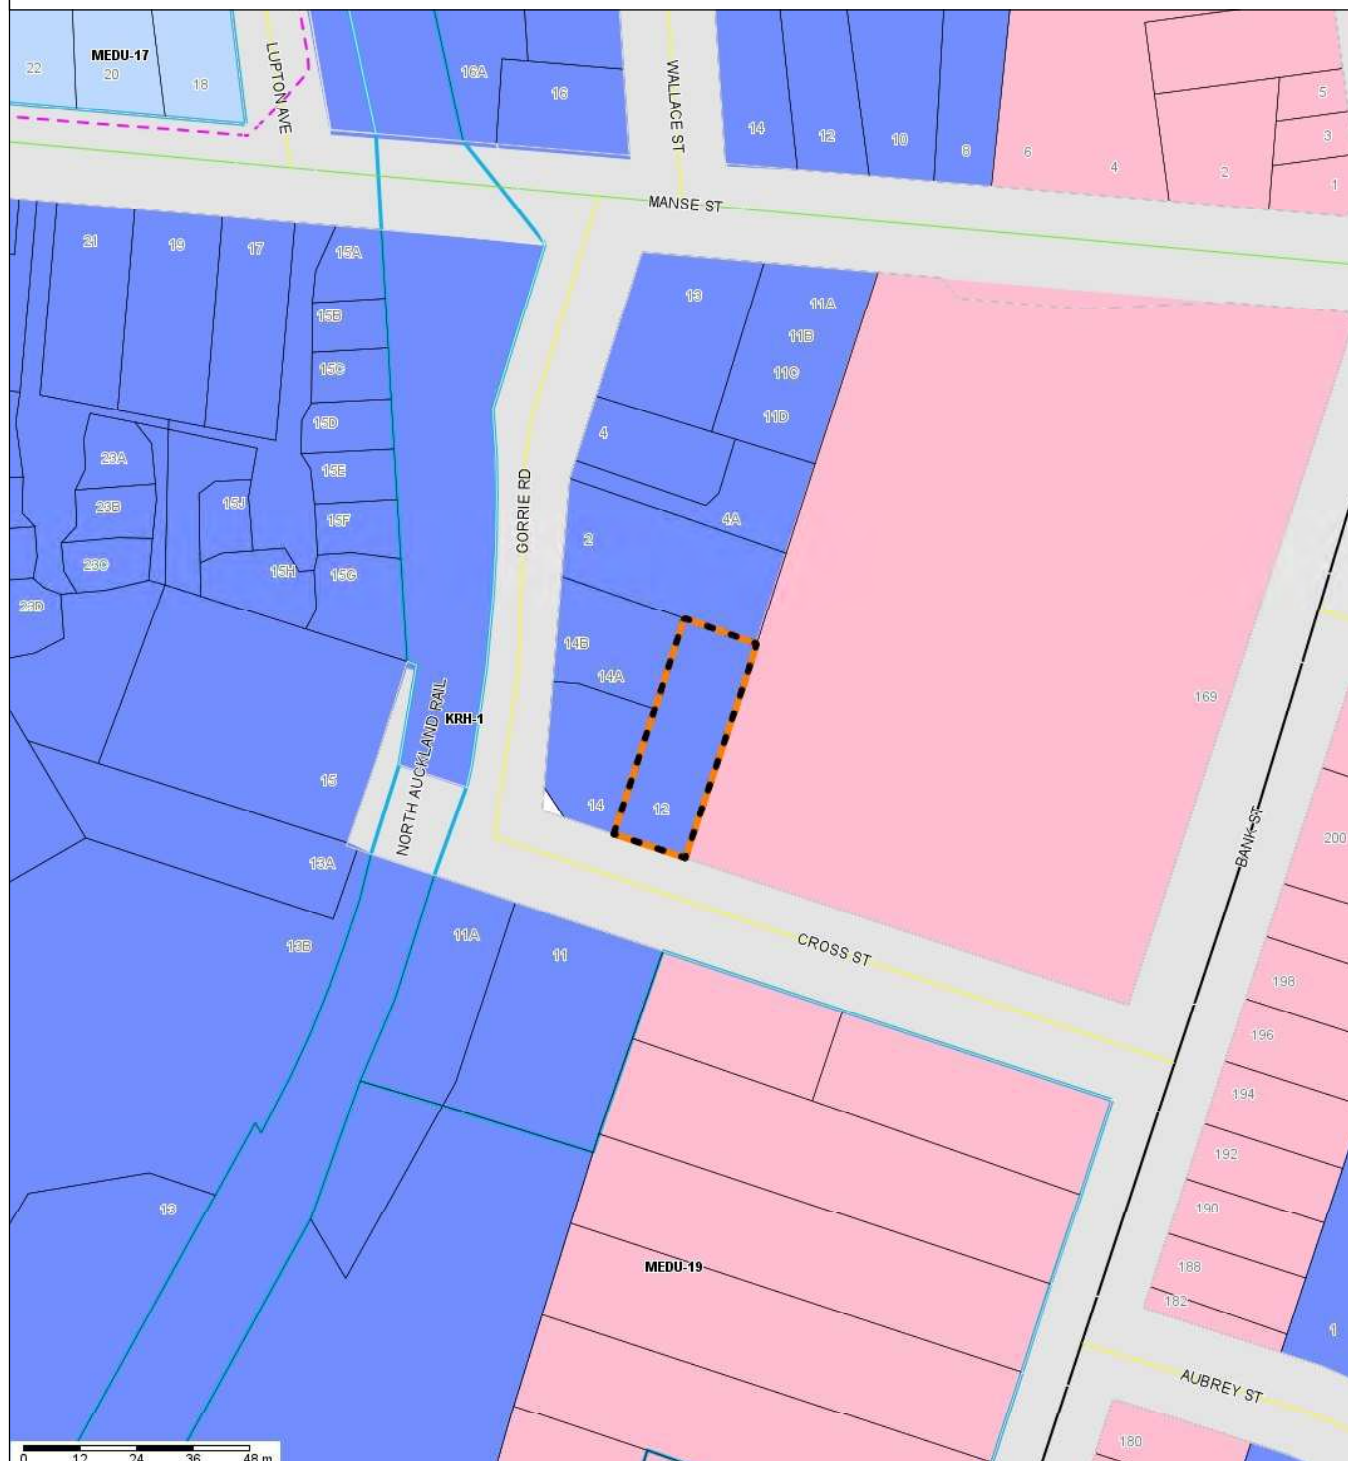 22
MEDU-17
20
18
LUPTON AVE
16A
16
WALLACE ST
14
12
10
8
6
4
2
5
3
1
MANSE ST
21
19
17
15A
15B
15C
15D
15E
15F
15G
15H
15J
23A
23B
23C
23D
13
11A
11B
11C
11D
4
4A
2
GORRIE RD
14B
14A
14
12
169
KRH-1
NORTH AUCKLAND RAIL
15
13A
13B
11A
11
CROSS ST
BANK ST
200
198
196
194
192
190
188
182
1
13
MEDU-19
AUBREY ST
180
0 12 24 36 48 m